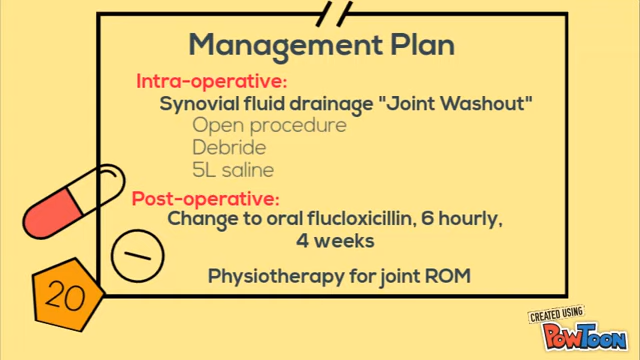 Management Plan
Intra-operative:
Synovial fluid drainage "Joint Washout"
Open procedure
Debride
5L saline
Post-operative:
Change to oral flucloxicillin, 6 hourly,
4 weeks
Physiotherapy for joint ROM
20
CREATED USING
POWTOON